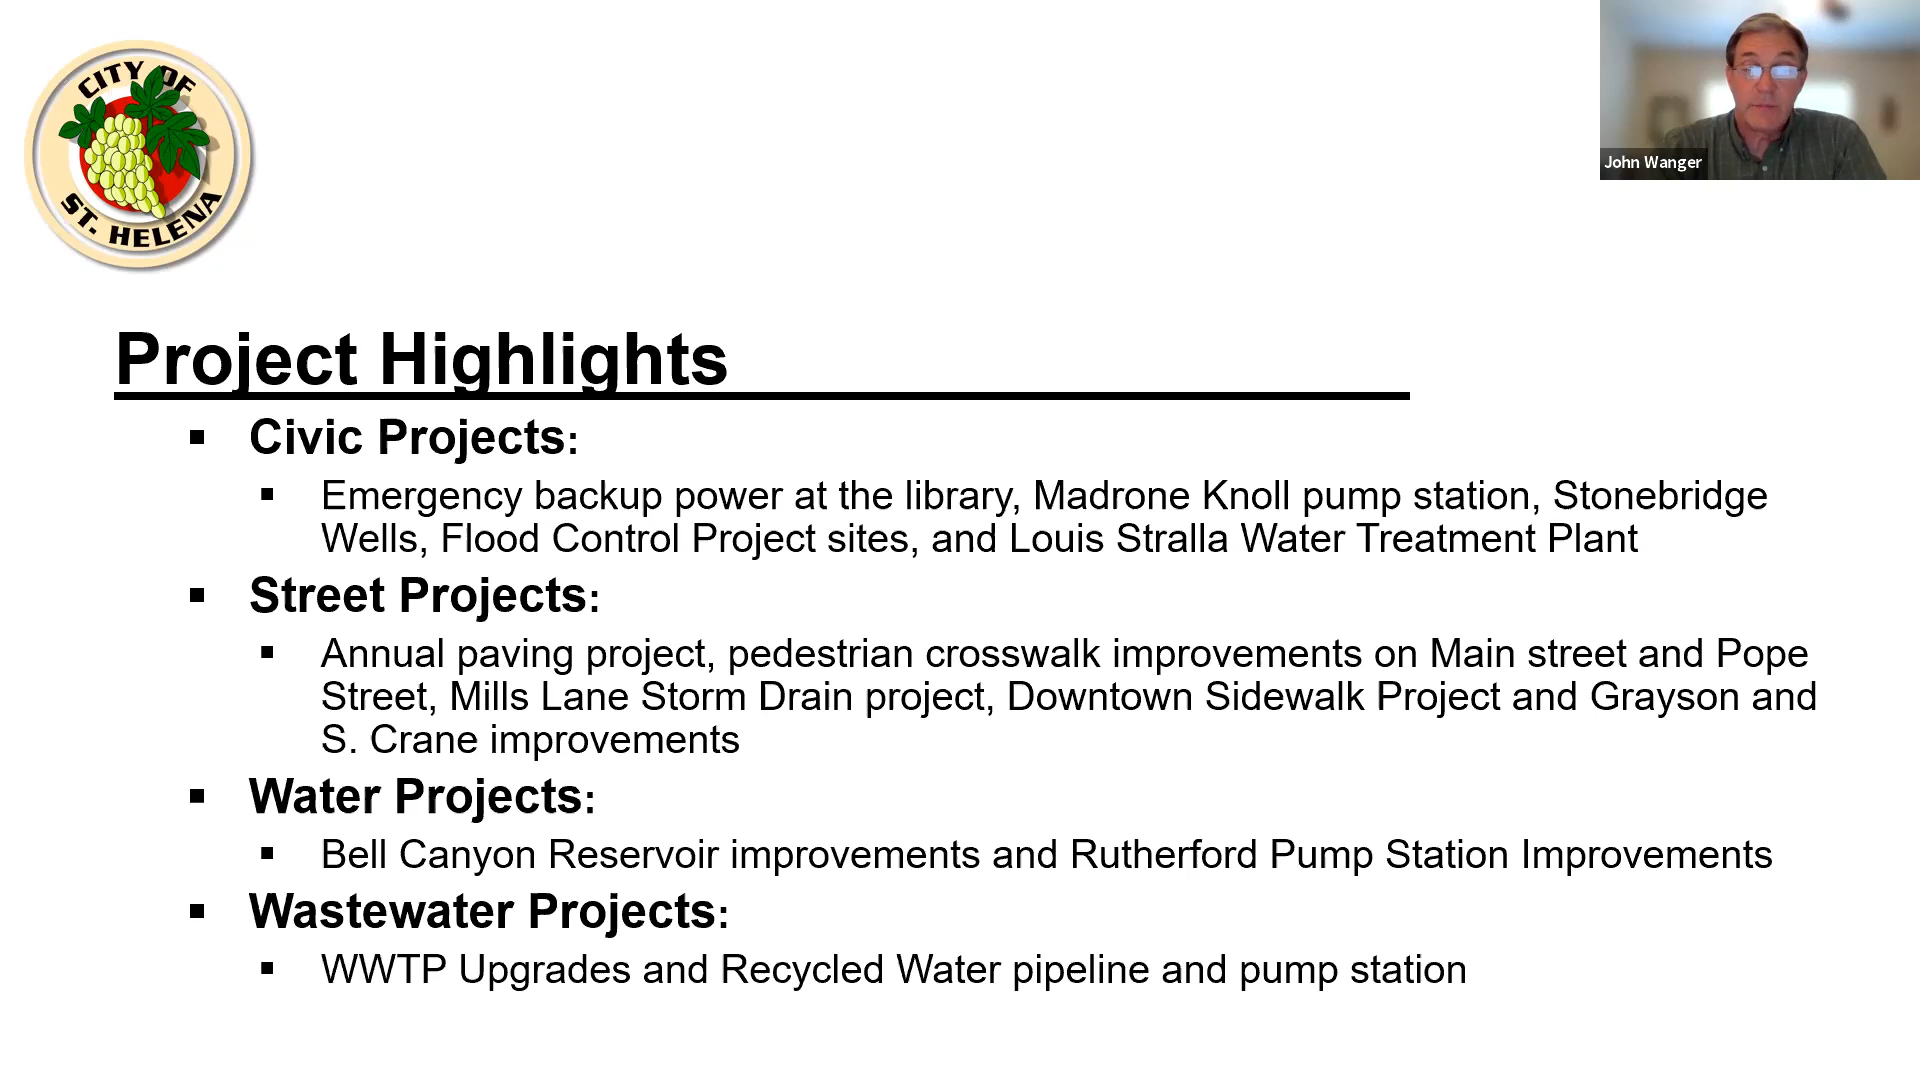 CITY OF
ST. HELENA
John Wanger
Project Highlights
▪ Civic Projects:
▪ Emergency backup power at the library, Madrone Knoll pump station, Stonebridge
Wells, Flood Control Project sites, and Louis Stralla Water Treatment Plant
▪ Street Projects:
▪ Annual paving project, pedestrian crosswalk improvements on Main street and Pope
Street, Mills Lane Storm Drain project, Downtown Sidewalk Project and Grayson and
S. Crane improvements
▪ Water Projects:
▪ Bell Canyon Reservoir improvements and Rutherford Pump Station Improvements
▪ Wastewater Projects:
▪ WWTP Upgrades and Recycled Water pipeline and pump station